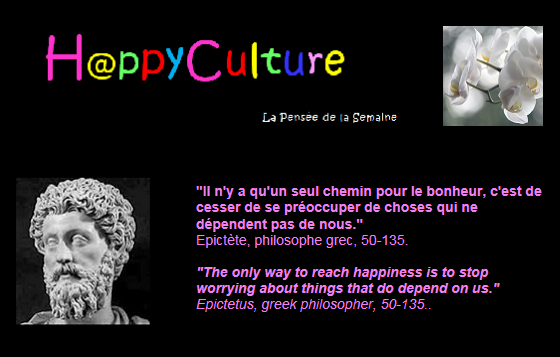 H@ppyCulture
La Pensée de la Semaine
"Il n'y a qu'un seul chemin pour le bonheur, c'est de
cesser de se préoccuper de choses qui ne
dépendent pas de nous."
Epictète, philosophe grec, 50-135.
"The only way to reach happiness is to stop
worrying about things that do depend on us."
Epictetus, greek philosopher, 50-135..